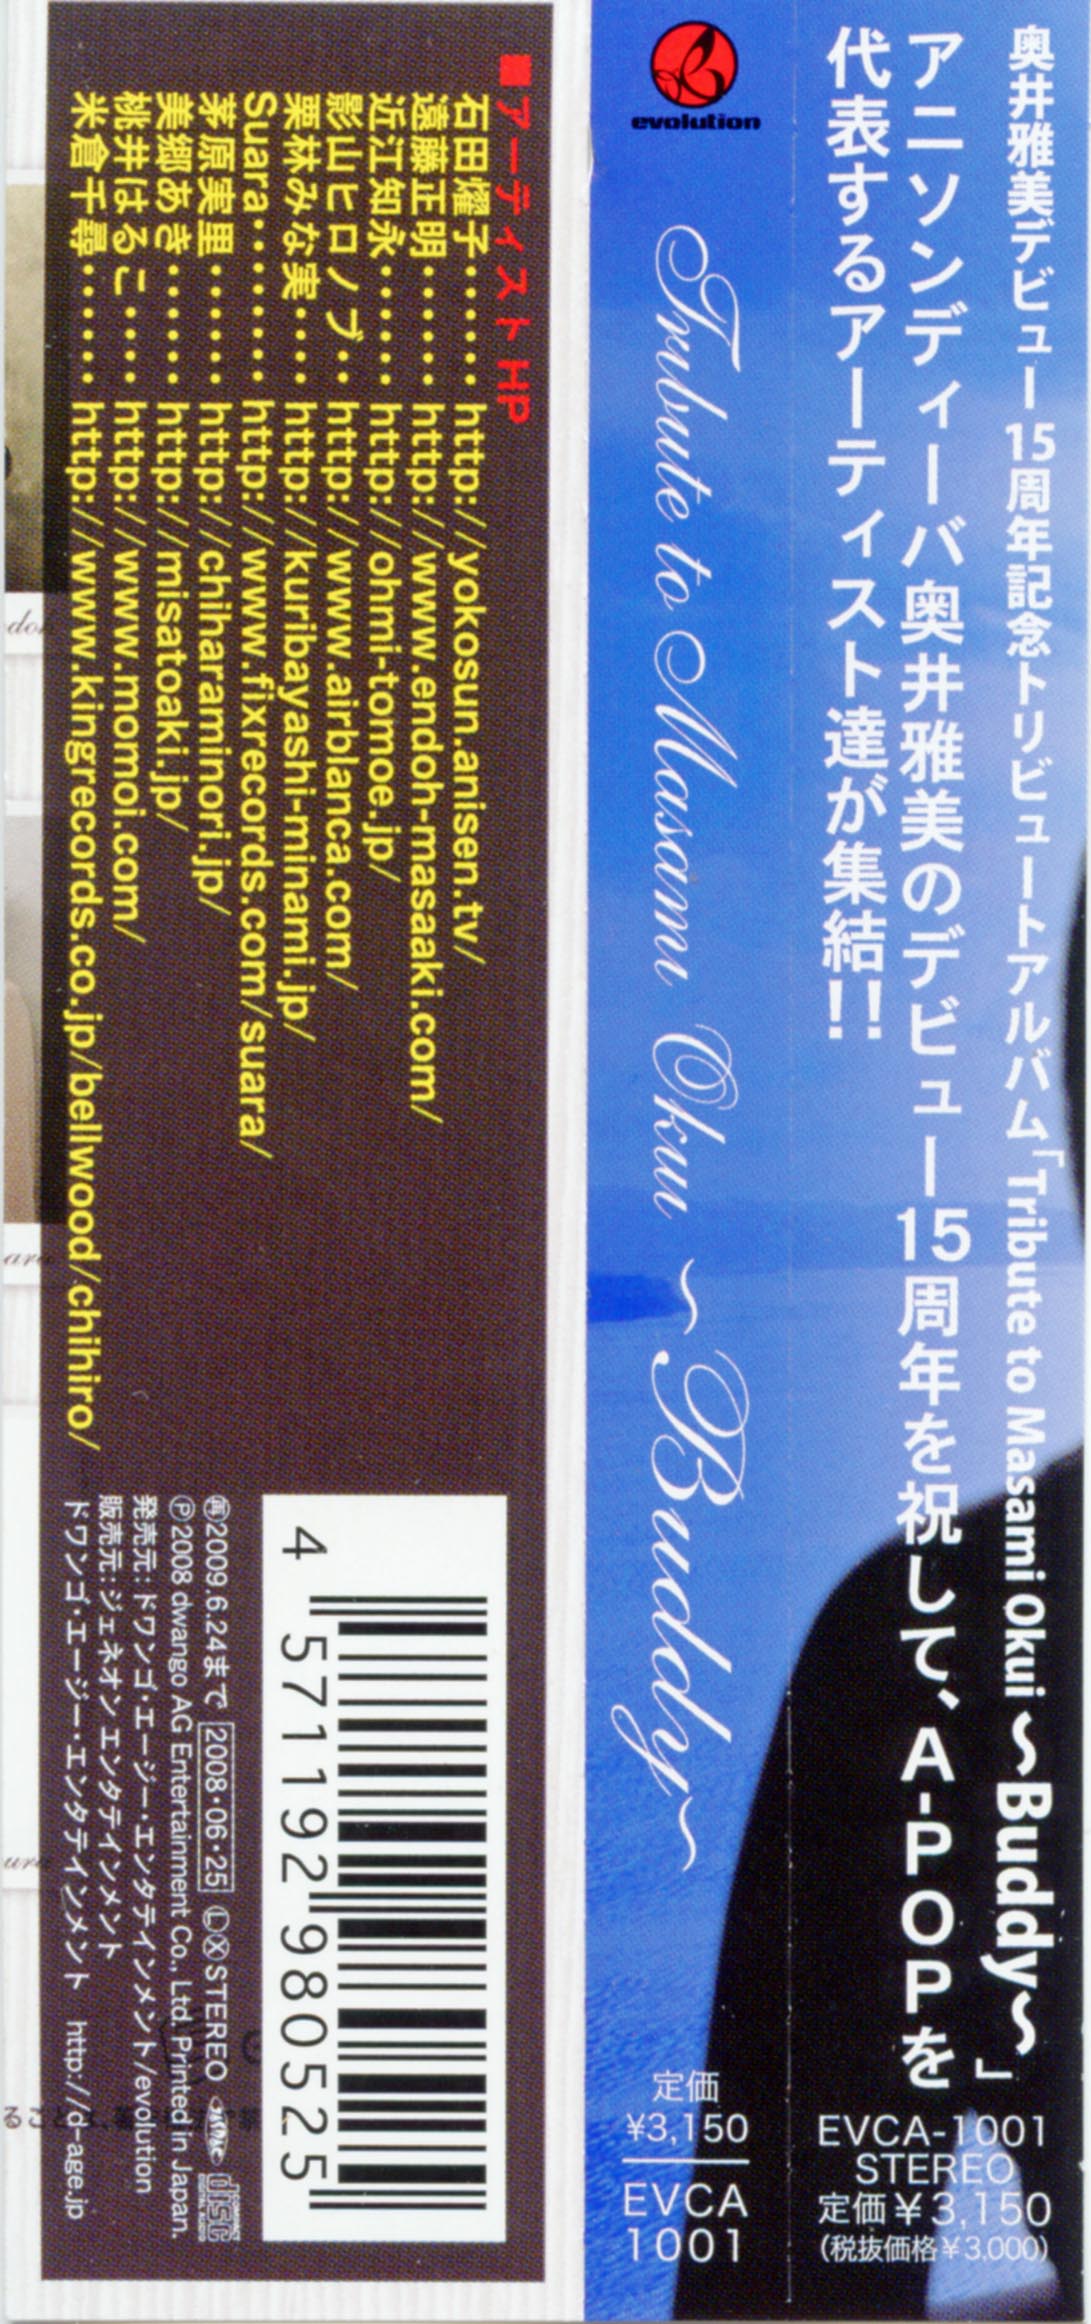 奥井雅美デビュー15周年記念トリビュートアルバム「Tribute to Masami Okui ～Buddy～」
アニソンディーバ奥井雅美のデビュー15周年を祝して、A-POPを
代表するアーティスト達が集結!!
EVCA-1001
STEREO
定価￥3,150
(税抜価格￥3,000)
evolution
Tribute to Masami Okui ～Buddy～
定価
¥3,150
EVCA
1001
■アーティストHP
石田燿子・・・・・http://yokosun.anisen.tv/
遠藤正明・・・・・http://www.endoh-masaaki.com/
近江知永・・・・・http://ohmi-tomoe.jp/
影山ヒロノブ・・http://www.airblanca.com/
栗林みな実・・・・http://kuribayashi-minami.jp/
Suara・・・・・・・http://www.fixrecords.com/suara/
茅原実里・・・・・http://chiharaminori.jp/
美郷あき・・・・・http://misatoaki.jp/
桃井はるこ・・・・http://www.momoi.com/
米倉千尋・・・・・http://www.kingrecords.co.jp/bellwood/chihiro/
4 571192 980525
㊢2009.6.24まで 2008・06・25 ⓁⓍSTEREO
Ⓟ2008 dwango AG Entertainment Co., Ltd. Printed in Japan.
発売元:ドワンゴ・エージー・エンタテインメント/evolution
販売元:ジェネオン エンタテインメント
ドワンゴ・エージー・エンタテインメント http://d-age.jp